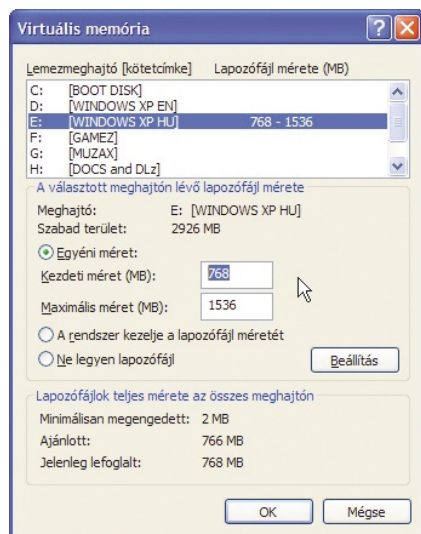 Virtuális memória
Lemezmeghajtó [kötetcímke] Lapozófájl mérete (MB)
C: [BOOT DISK]
D: [WINDOWS XP EN]
E: [WINDOWS XP HU] 768 - 1536
F: [GAMEZ]
G: [MUZAX]
H: [DOCS and DLz]
A választott meghajtón lévő lapozófájl mérete
Meghajtó: E: [WINDOWS XP HU]
Szabad terület: 2926 MB
Egyéni méret:
Kezdeti méret (MB): 768
Maximális méret (MB): 1536
A rendszer kezelje a lapozófájl méretét
Ne legyen lapozófájl Beállítás
Lapozófájlok teljes mérete az összes meghajtón
Minimálisan megengedett: 2 MB
Ajánlott: 766 MB
Jelenleg lefoglalt: 768 MB
OK Mégse